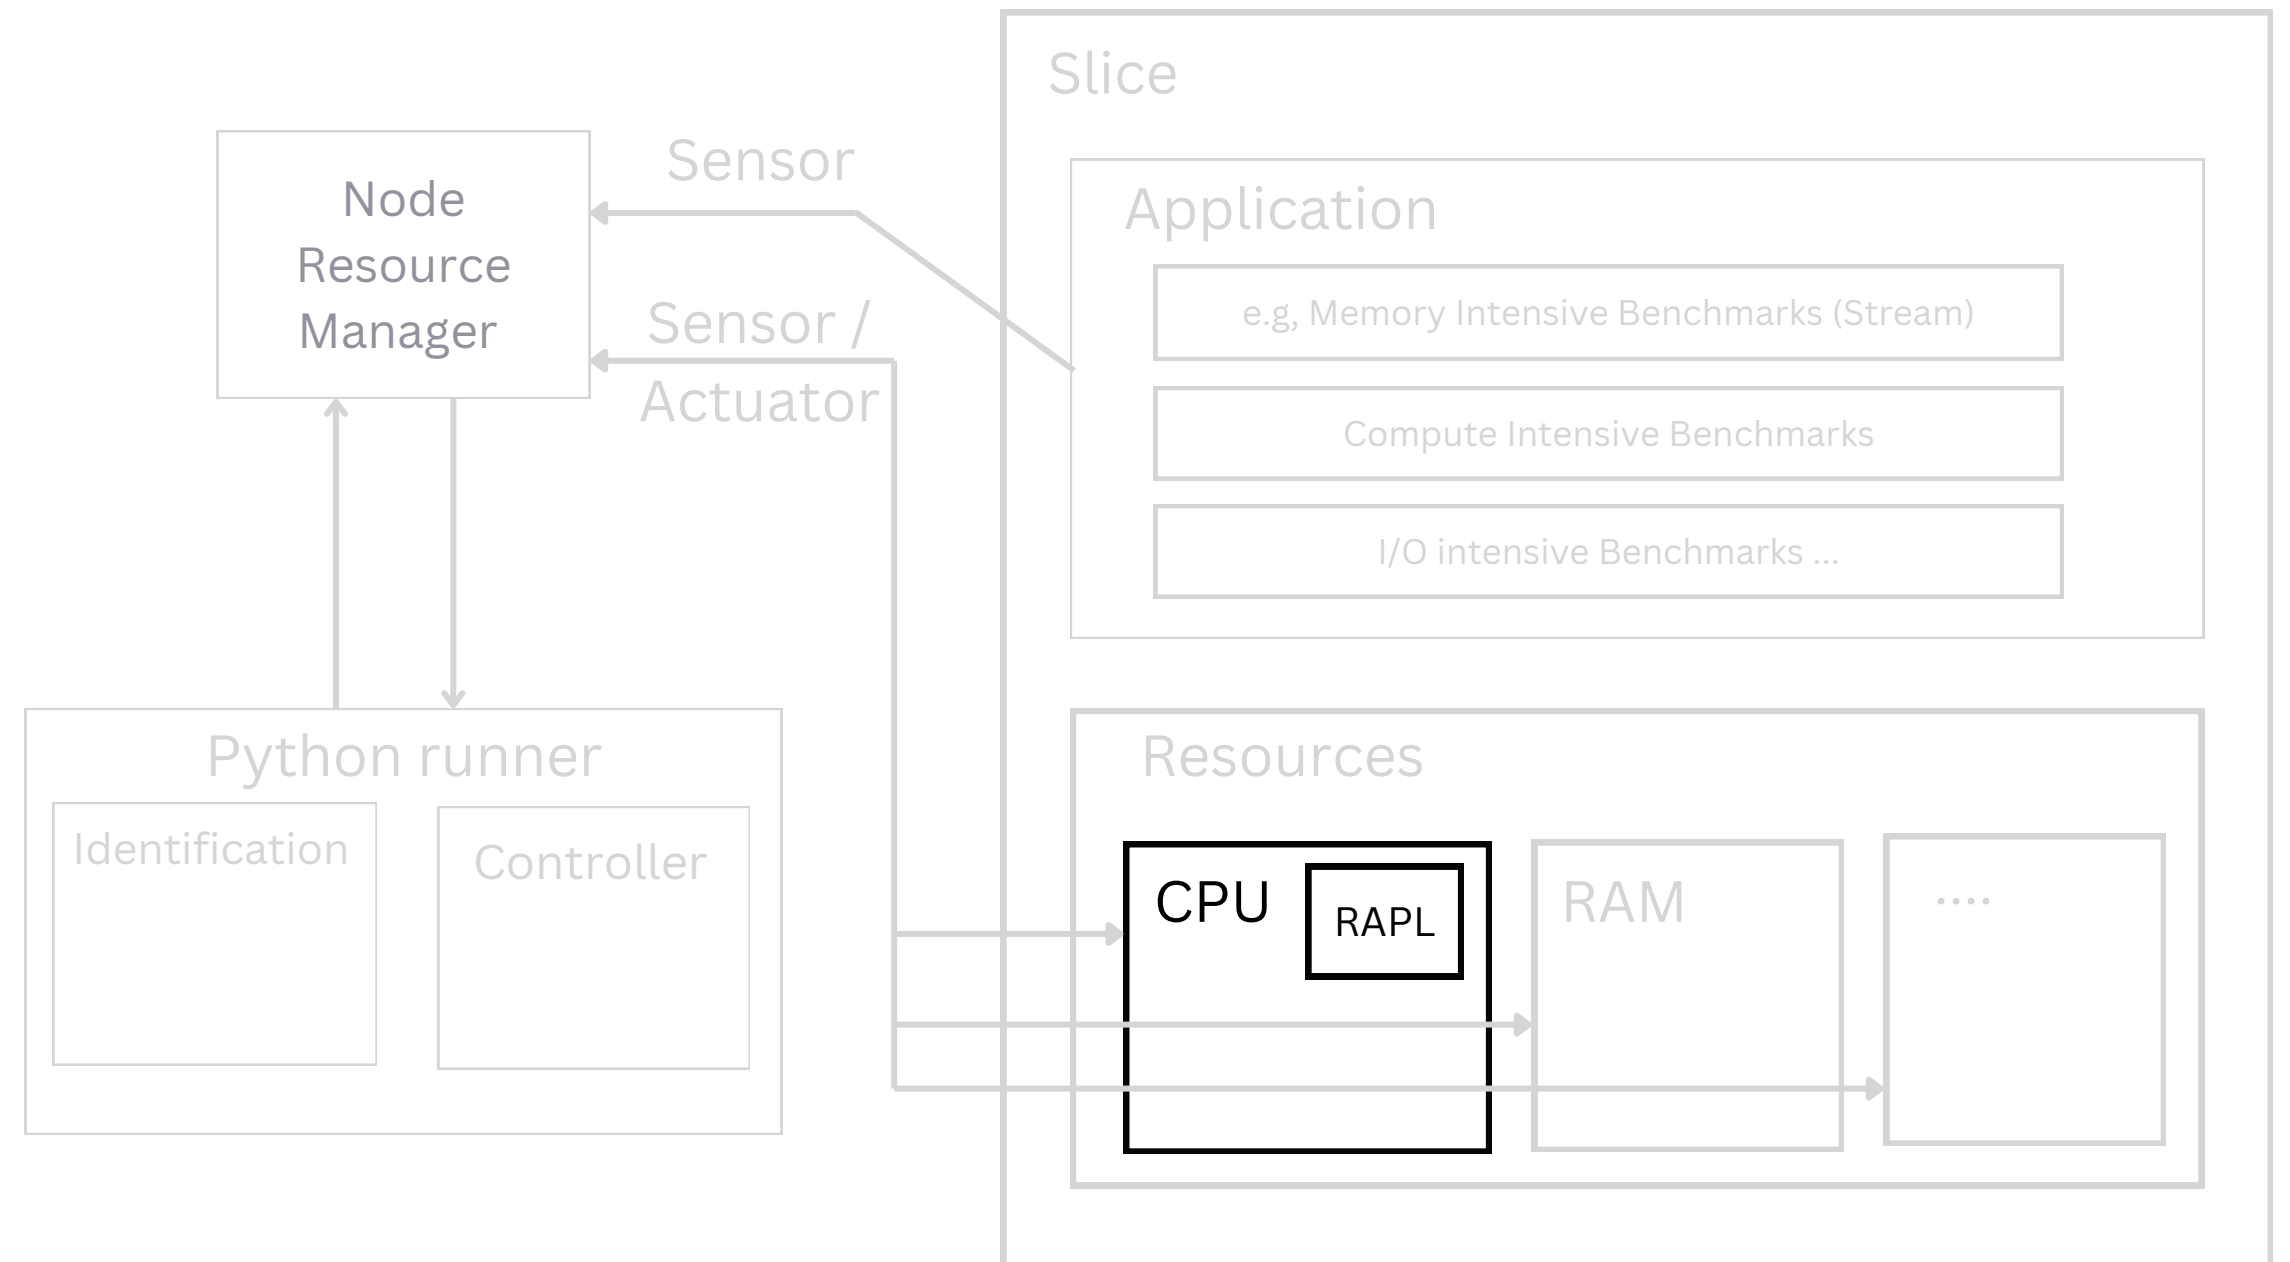 Slice
Sensor
Node
Resource
Manager
Sensor /
Actuator
Application
e.g, Memory Intensive Benchmarks (Stream)
Compute Intensive Benchmarks
I/O intensive Benchmarks ...
Python runner
Identification
Controller
Resources
CPU
RAPL
RAM
....